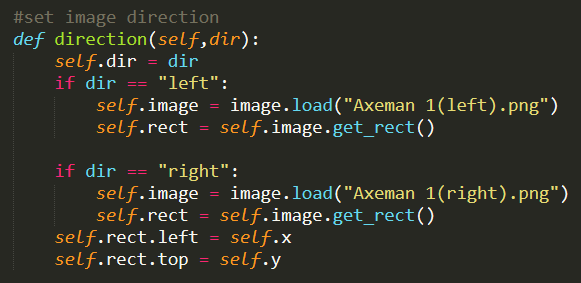 #set image direction
def direction(self,dir):
    self.dir = dir
    if dir == "left":
        self.image = image.load("Axeman 1(left).png")
        self.rect = self.image.get_rect()

    if dir == "right":
        self.image = image.load("Axeman 1(right).png")
        self.rect = self.image.get_rect()
    self.rect.left = self.x
    self.rect.top = self.y